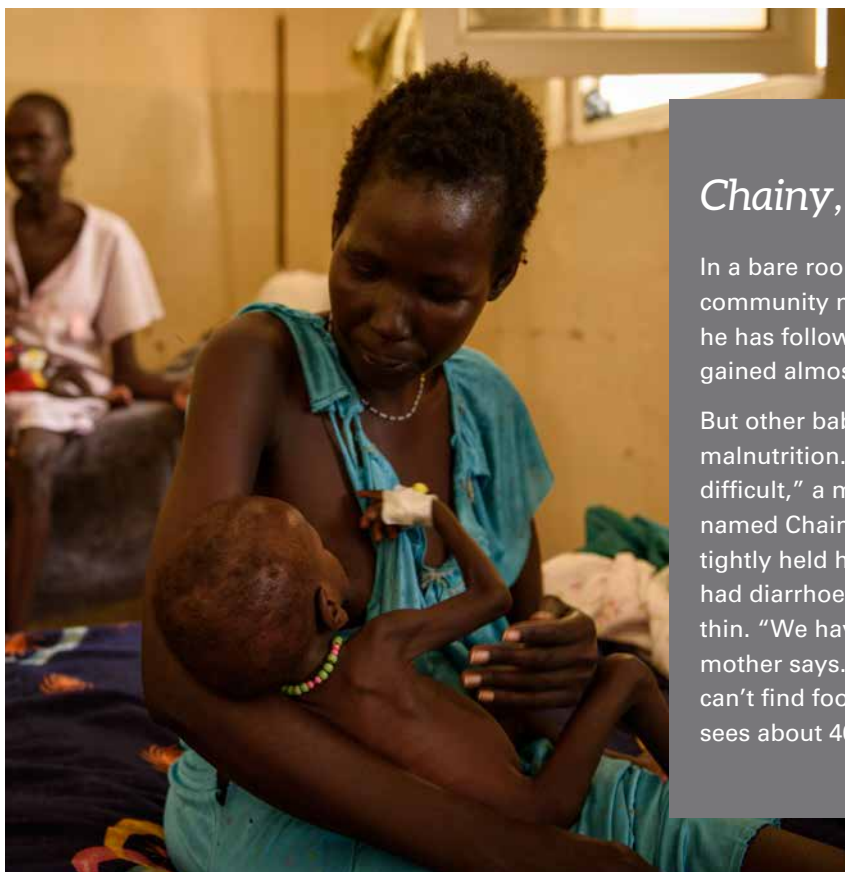 Chainy,
In a bare roo
community n
he has follow
gained almos
But other bab
malnutrition.
difficult,” a m
named Chain
tightly held h
had diarrhoe
thin. “We hav
mother says.
can’t find foo
sees about 40